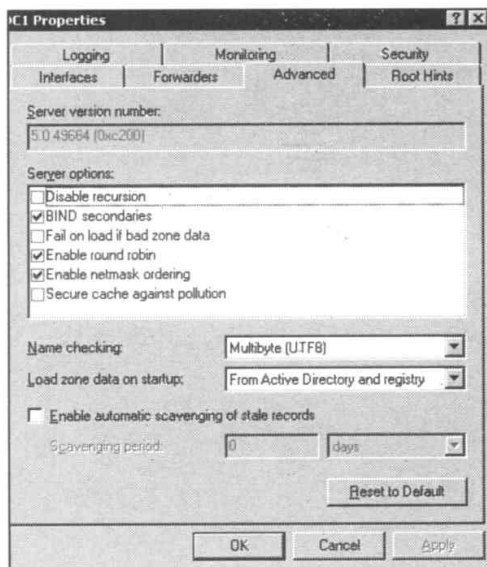 DC1 Properties
Logging Monitoring Security
Interfaces Forwarders Advanced Root Hints
Server version number:
5.0 49664 (0xc200)
Server options:
Disable recursion
BIND secondaries
Fail on load if bad zone data
Enable round robin
Enable netmask ordering
Secure cache against pollution
Name checking: Multibyte (UTF8)
Load zone data on startup: From Active Directory and registry
Enable automatic scavenging of stale records
Scavenging period: 0 days
Reset to Default
OK Cancel Apply